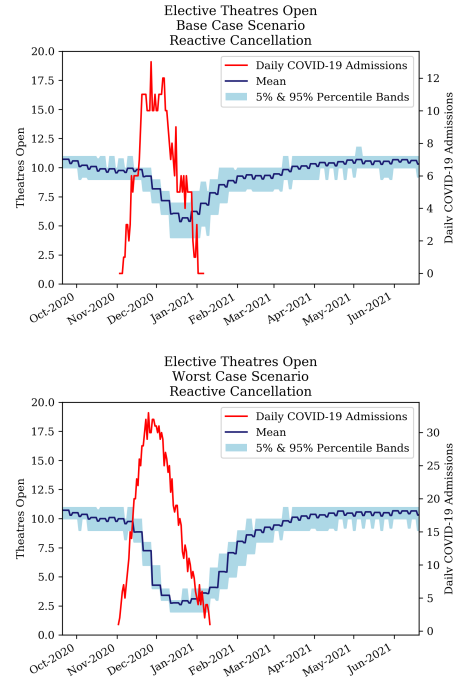 Elective Theatres Open
Base Case Scenario
Reactive Cancellation
20.0
17.5
15.0
12.5
10.0
7.5
5.0
2.5
0.0
Theatres Open
Daily COVID-19 Admissions
Mean
5% & 95% Percentile Bands
12
10
8
6
4
2
0
Daily COVID-19 Admissions
Oct-2020
Nov-2020
Dec-2020
Jan-2021
Feb-2021
Mar-2021
Apr-2021
May-2021
Jun-2021
Elective Theatres Open
Worst Case Scenario
Reactive Cancellation
20.0
17.5
15.0
12.5
10.0
7.5
5.0
2.5
0.0
Theatres Open
Daily COVID-19 Admissions
Mean
5% & 95% Percentile Bands
30
25
20
15
10
5
0
Daily COVID-19 Admissions
Oct-2020
Nov-2020
Dec-2020
Jan-2021
Feb-2021
Mar-2021
Apr-2021
May-2021
Jun-2021